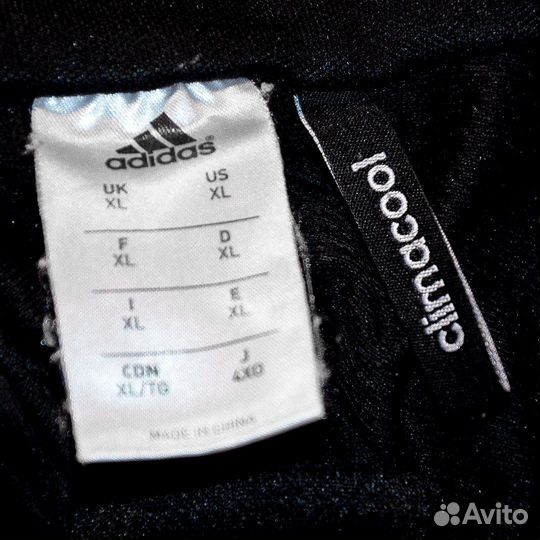 adidas®
UK US
XL XL
F D
XL XL
I E
XL XL
CDN J
XL/TG 4XO
MADE IN CHINA
climacool
Avito